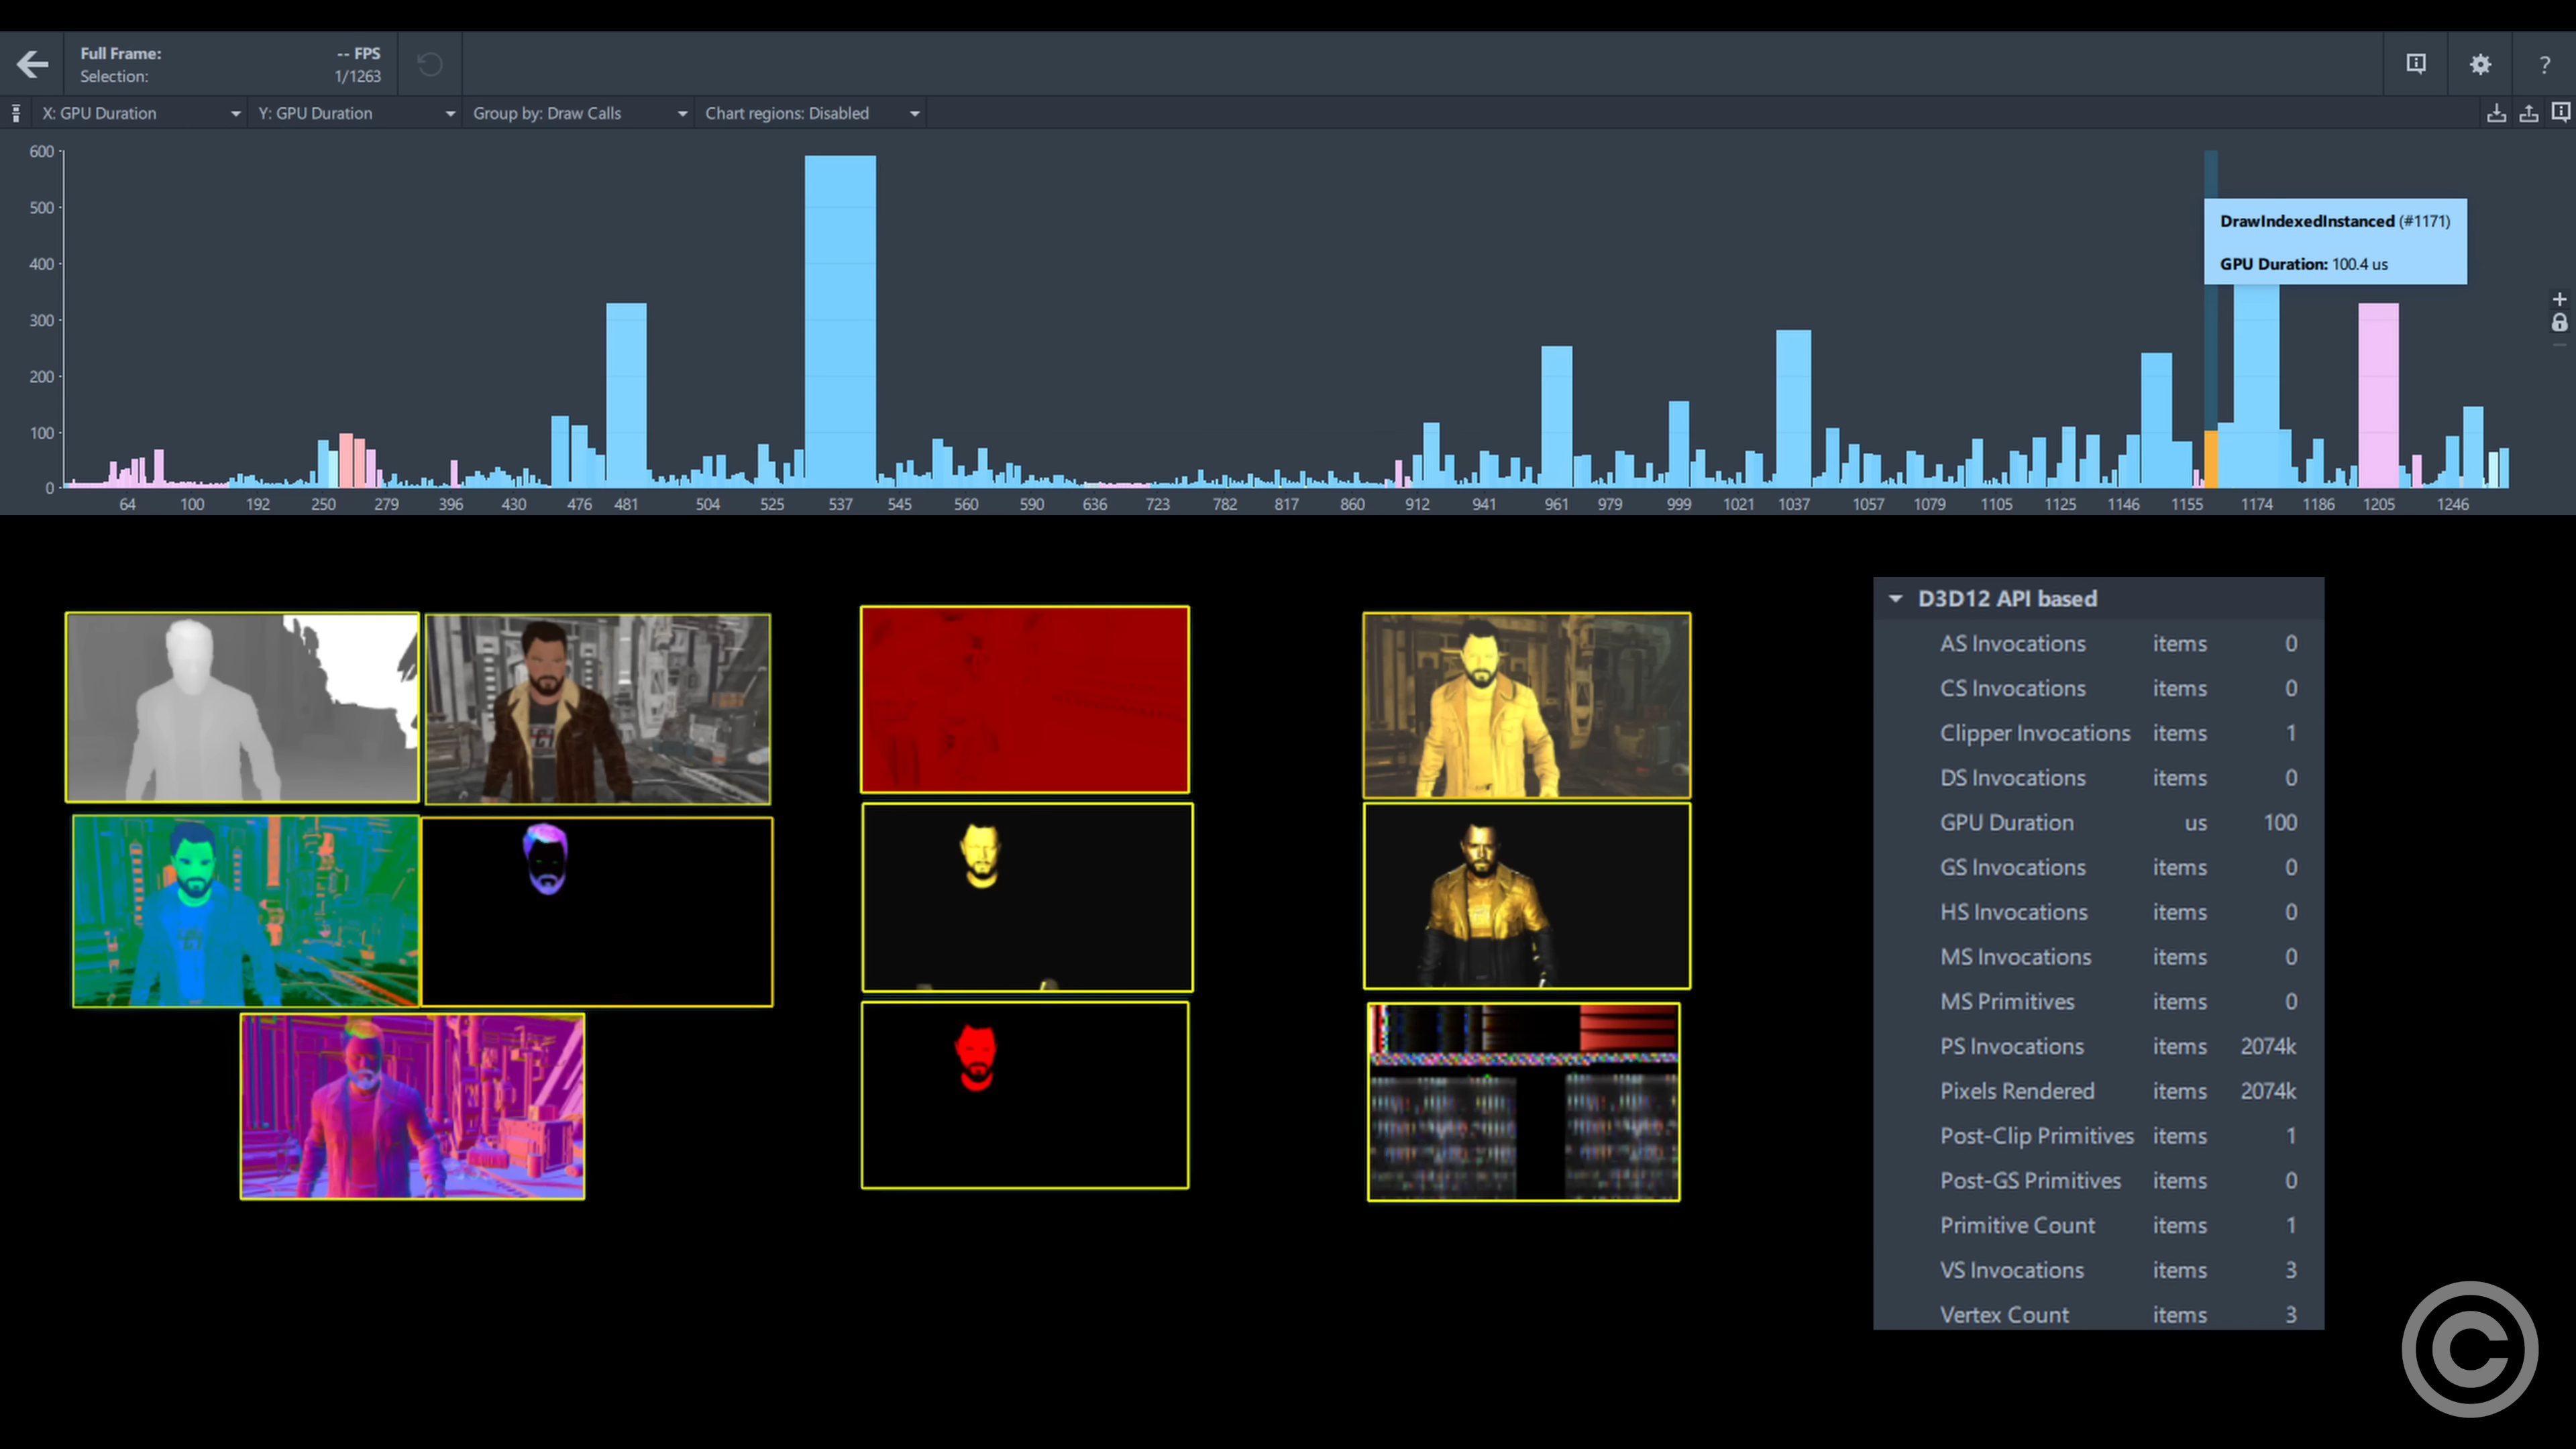 Full Frame: -- FPS
Selection: 1/1263
?
X: GPU Duration Y: GPU Duration Group by: Draw Calls Chart regions: Disabled
600
500
400
300
200
100
0
DrawIndexedInstanced (#1171)
GPU Duration: 100.4 us
64 100 192 250 279 396 430 476 481 504 525 537 545 560 590 636 723 782 817 860 912 941 961 979 999 1021 1037 1057 1079 1105 1125 1146 1155 1174 1186 1205 1246
D3D12 API based
AS Invocations items 0
CS Invocations items 0
Clipper Invocations items 1
DS Invocations items 0
GPU Duration us 100
GS Invocations items 0
HS Invocations items 0
MS Invocations items 0
MS Primitives items 0
PS Invocations items 2074k
Pixels Rendered items 2074k
Post-Clip Primitives items 1
Post-GS Primitives items 0
Primitive Count items 1
VS Invocations items 3
Vertex Count items 3
©